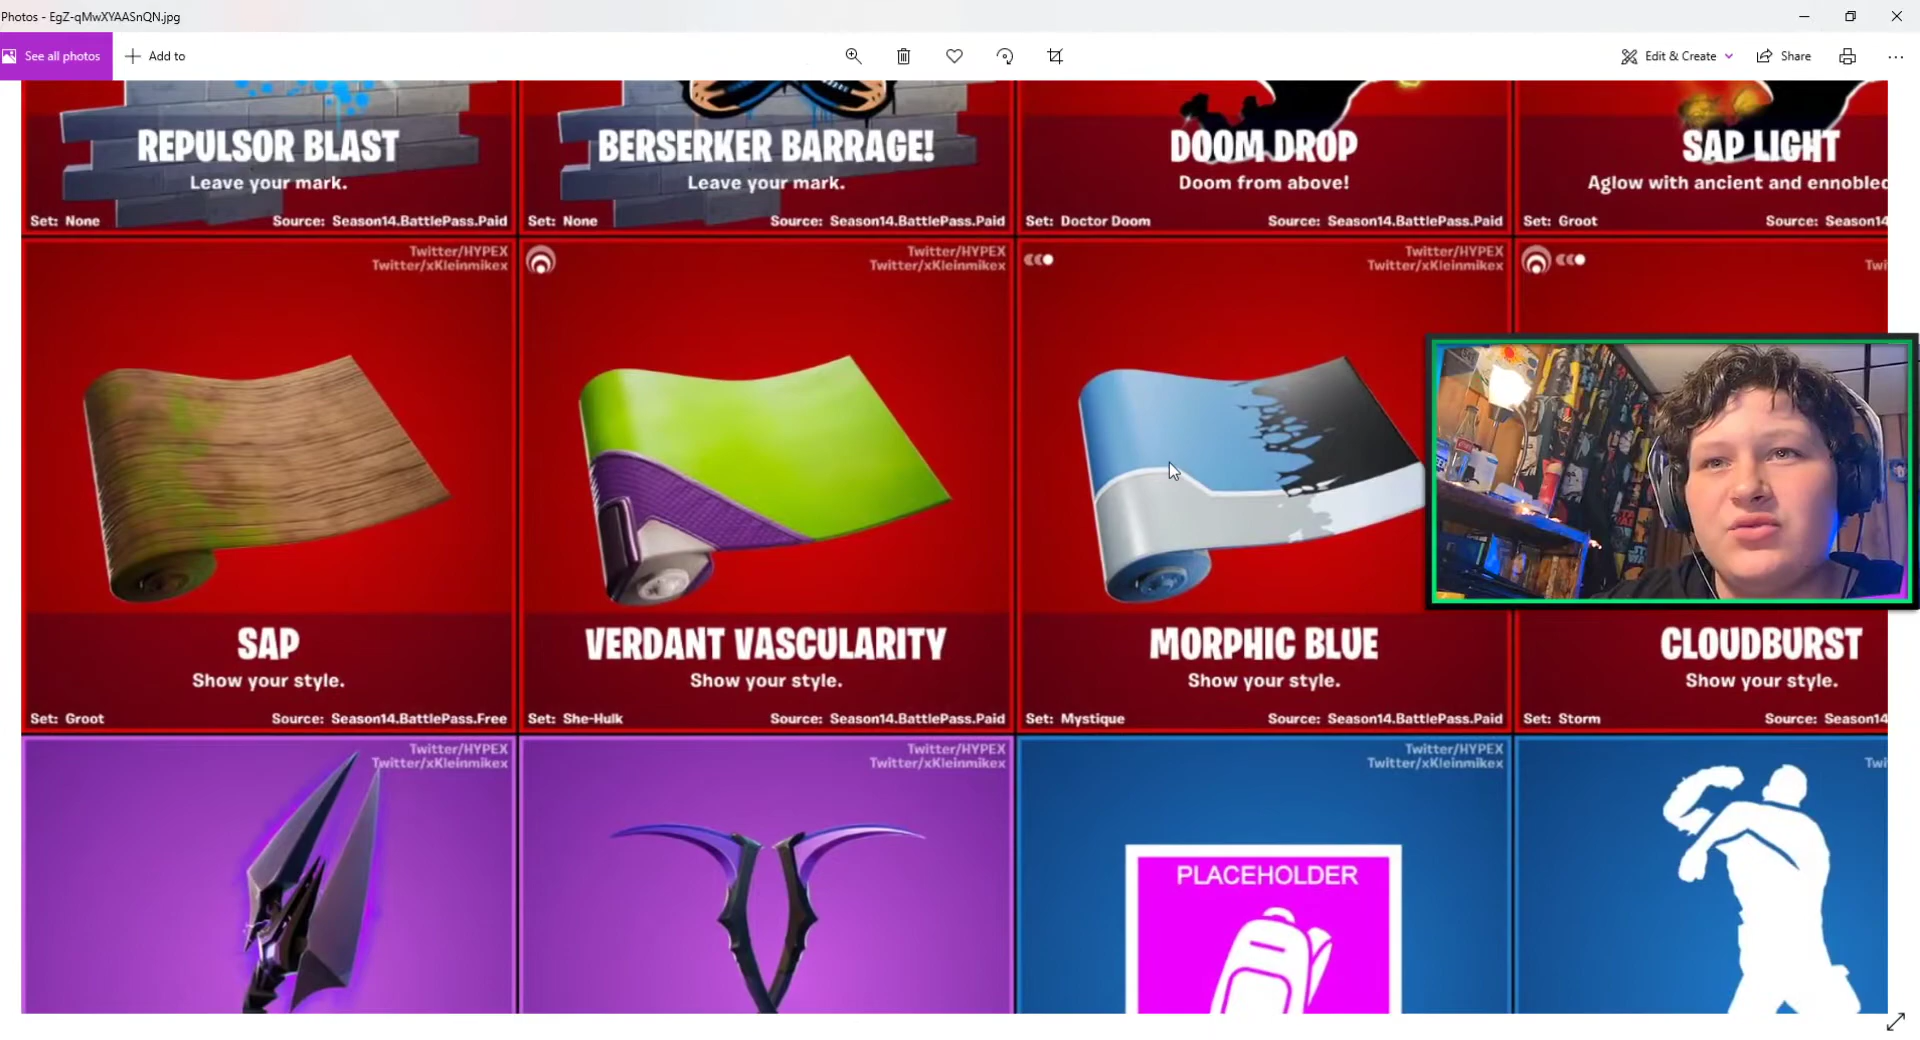 Photos - EgZ-qMwXYAASnQN.jpg
See all photos
Add to
Edit & Create
Share
REPULSOR BLAST
Leave your mark.
Set: None
Source: Season14.BattlePass.Paid
BERSERKER BARRAGE!
Leave your mark.
Set: None
Source: Season14.BattlePass.Paid
DOOM DROP
Doom from above!
Set: Doctor Doom
Source: Season14.BattlePass.Paid
SAP LIGHT
Aglow with ancient and ennobled
Set: Groot
Source: Season14
Twitter/HYPEX
Twitter/xKleinmikex
SAP
Show your style.
Set: Groot
Source: Season14.BattlePass.Free
Twitter/HYPEX
Twitter/xKleinmikex
VERDANT VASCULARITY
Show your style.
Set: She-Hulk
Source: Season14.BattlePass.Paid
Twitter/HYPEX
Twitter/xKleinmikex
MORPHIC BLUE
Show your style.
Set: Mystique
Source: Season14.BattlePass.Paid
Twi
CLOUDBURST
Show your style.
Set: Storm
Source: Season14
Twitter/HYPEX
Twitter/xKleinmikex
Twitter/HYPEX
Twitter/xKleinmikex
Twitter/HYPEX
Twitter/xKleinmikex
PLACEHOLDER
Twi